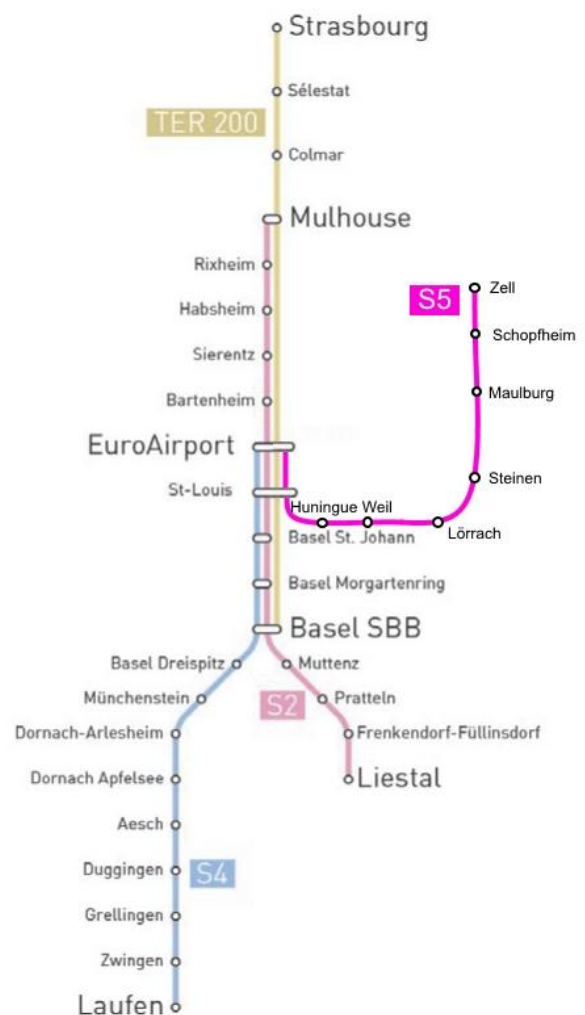 Strasbourg
Sélestat
TER 200
Colmar
Mulhouse
Rixheim
Zell
S5
Habsheim
Schopfheim
Sierentz
Maulburg
Bartenheim
EuroAirport
Steinen
St-Louis
Huningue Weil
Lörrach
Basel St. Johann
Basel Morgartenring
Basel SBB
Basel Dreispitz
Muttenz
Münchenstein
S2
Pratteln
Dornach-Arlesheim
Frenkendorf-Füllinsdorf
Dornach Apfelsee
Liestal
Aesch
Duggingen
S4
Grellingen
Zwingen
Laufen